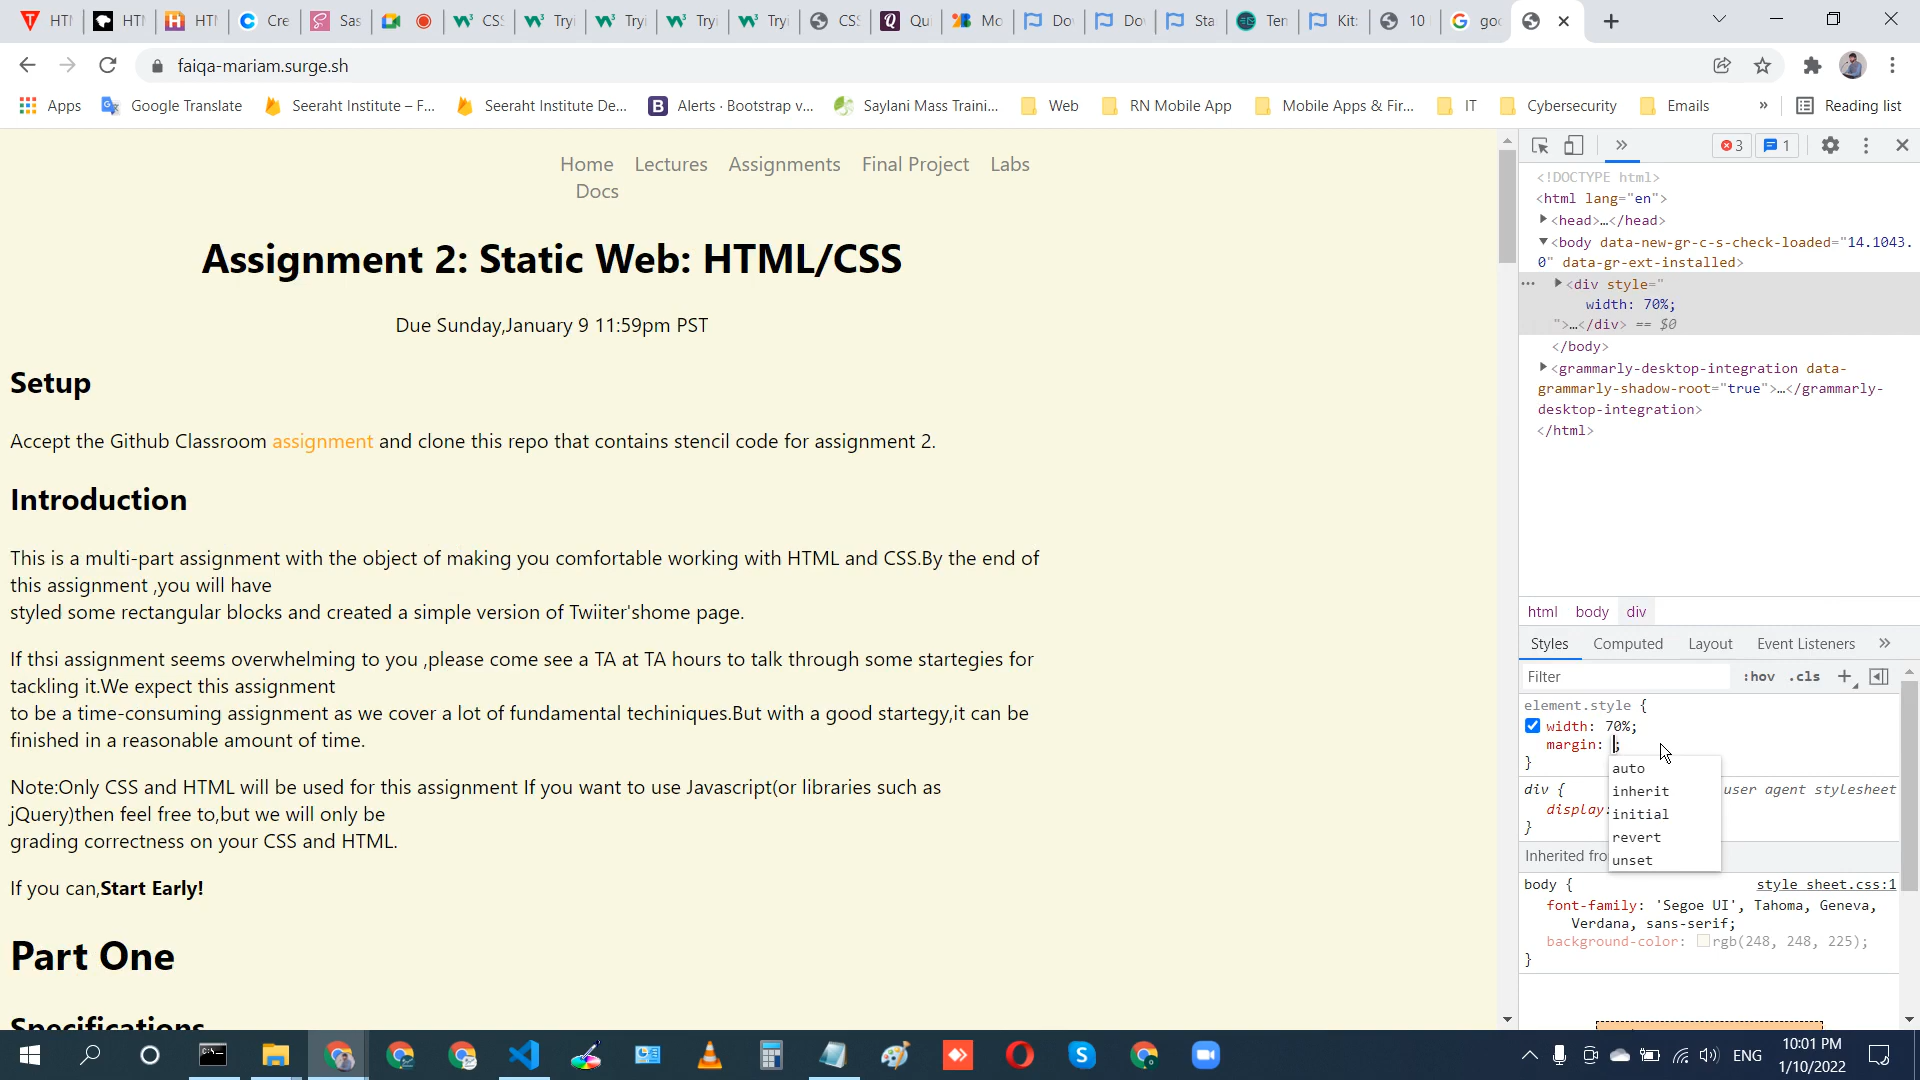 HT
HT
HT
Cre
Sas
CSS
Tryi
Tryi
Tryi
Tryi
CSS
Qu
Mo
Do
Do
Sta
Ten
Kit
10
goo
faiqa-mariam.surge.sh
Apps
Google Translate
Seeraht Institute – F...
Seeraht Institute De...
Alerts · Bootstrap v...
Saylani Mass Traini...
Web
RN Mobile App
Mobile Apps & Fir...
IT
Cybersecurity
Emails
»
Reading list
Home Lectures Assignments Final Project Labs
Docs
Assignment 2: Static Web: HTML/CSS
Due Sunday,January 9 11:59pm PST
Setup
Accept the Github Classroom assignment and clone this repo that contains stencil code for assignment 2.
Introduction
This is a multi-part assignment with the object of making you comfortable working with HTML and CSS.By the end of
this assignment ,you will have
styled some rectangular blocks and created a simple version of Twiiter'shome page.
If thsi assignment seems overwhelming to you ,please come see a TA at TA hours to talk through some startegies for
tackling it.We expect this assignment
to be a time-consuming assignment as we cover a lot of fundamental techiniques.But with a good startegy,it can be
finished in a reasonable amount of time.
Note:Only CSS and HTML will be used for this assignment If you want to use Javascript(or libraries such as
jQuery)then feel free to,but we will only be
grading correctness on your CSS and HTML.
If you can,Start Early!
Part One
Specifications
» 3 1
<!DOCTYPE html>
<html lang="en">
<head>…</head>
<body data-new-gr-c-s-check-loaded="14.1043.
0" data-gr-ext-installed>
<div style="
width: 70%;
">…</div> == $0
</body>
<grammarly-desktop-integration data-
grammarly-shadow-root="true">…</grammarly-
desktop-integration>
</html>
html body div
Styles Computed Layout Event Listeners »
Filter :hov .cls +
element.style {
width: 70%;
margin: ;
}
auto
inherit
initial
revert
unset
div { user agent stylesheet
display:
}
Inherited fro
body { style sheet.css:1
font-family: 'Segoe UI', Tahoma, Geneva,
Verdana, sans-serif;
background-color: rgb(248, 248, 225);
}
ENG
10:01 PM
1/10/2022